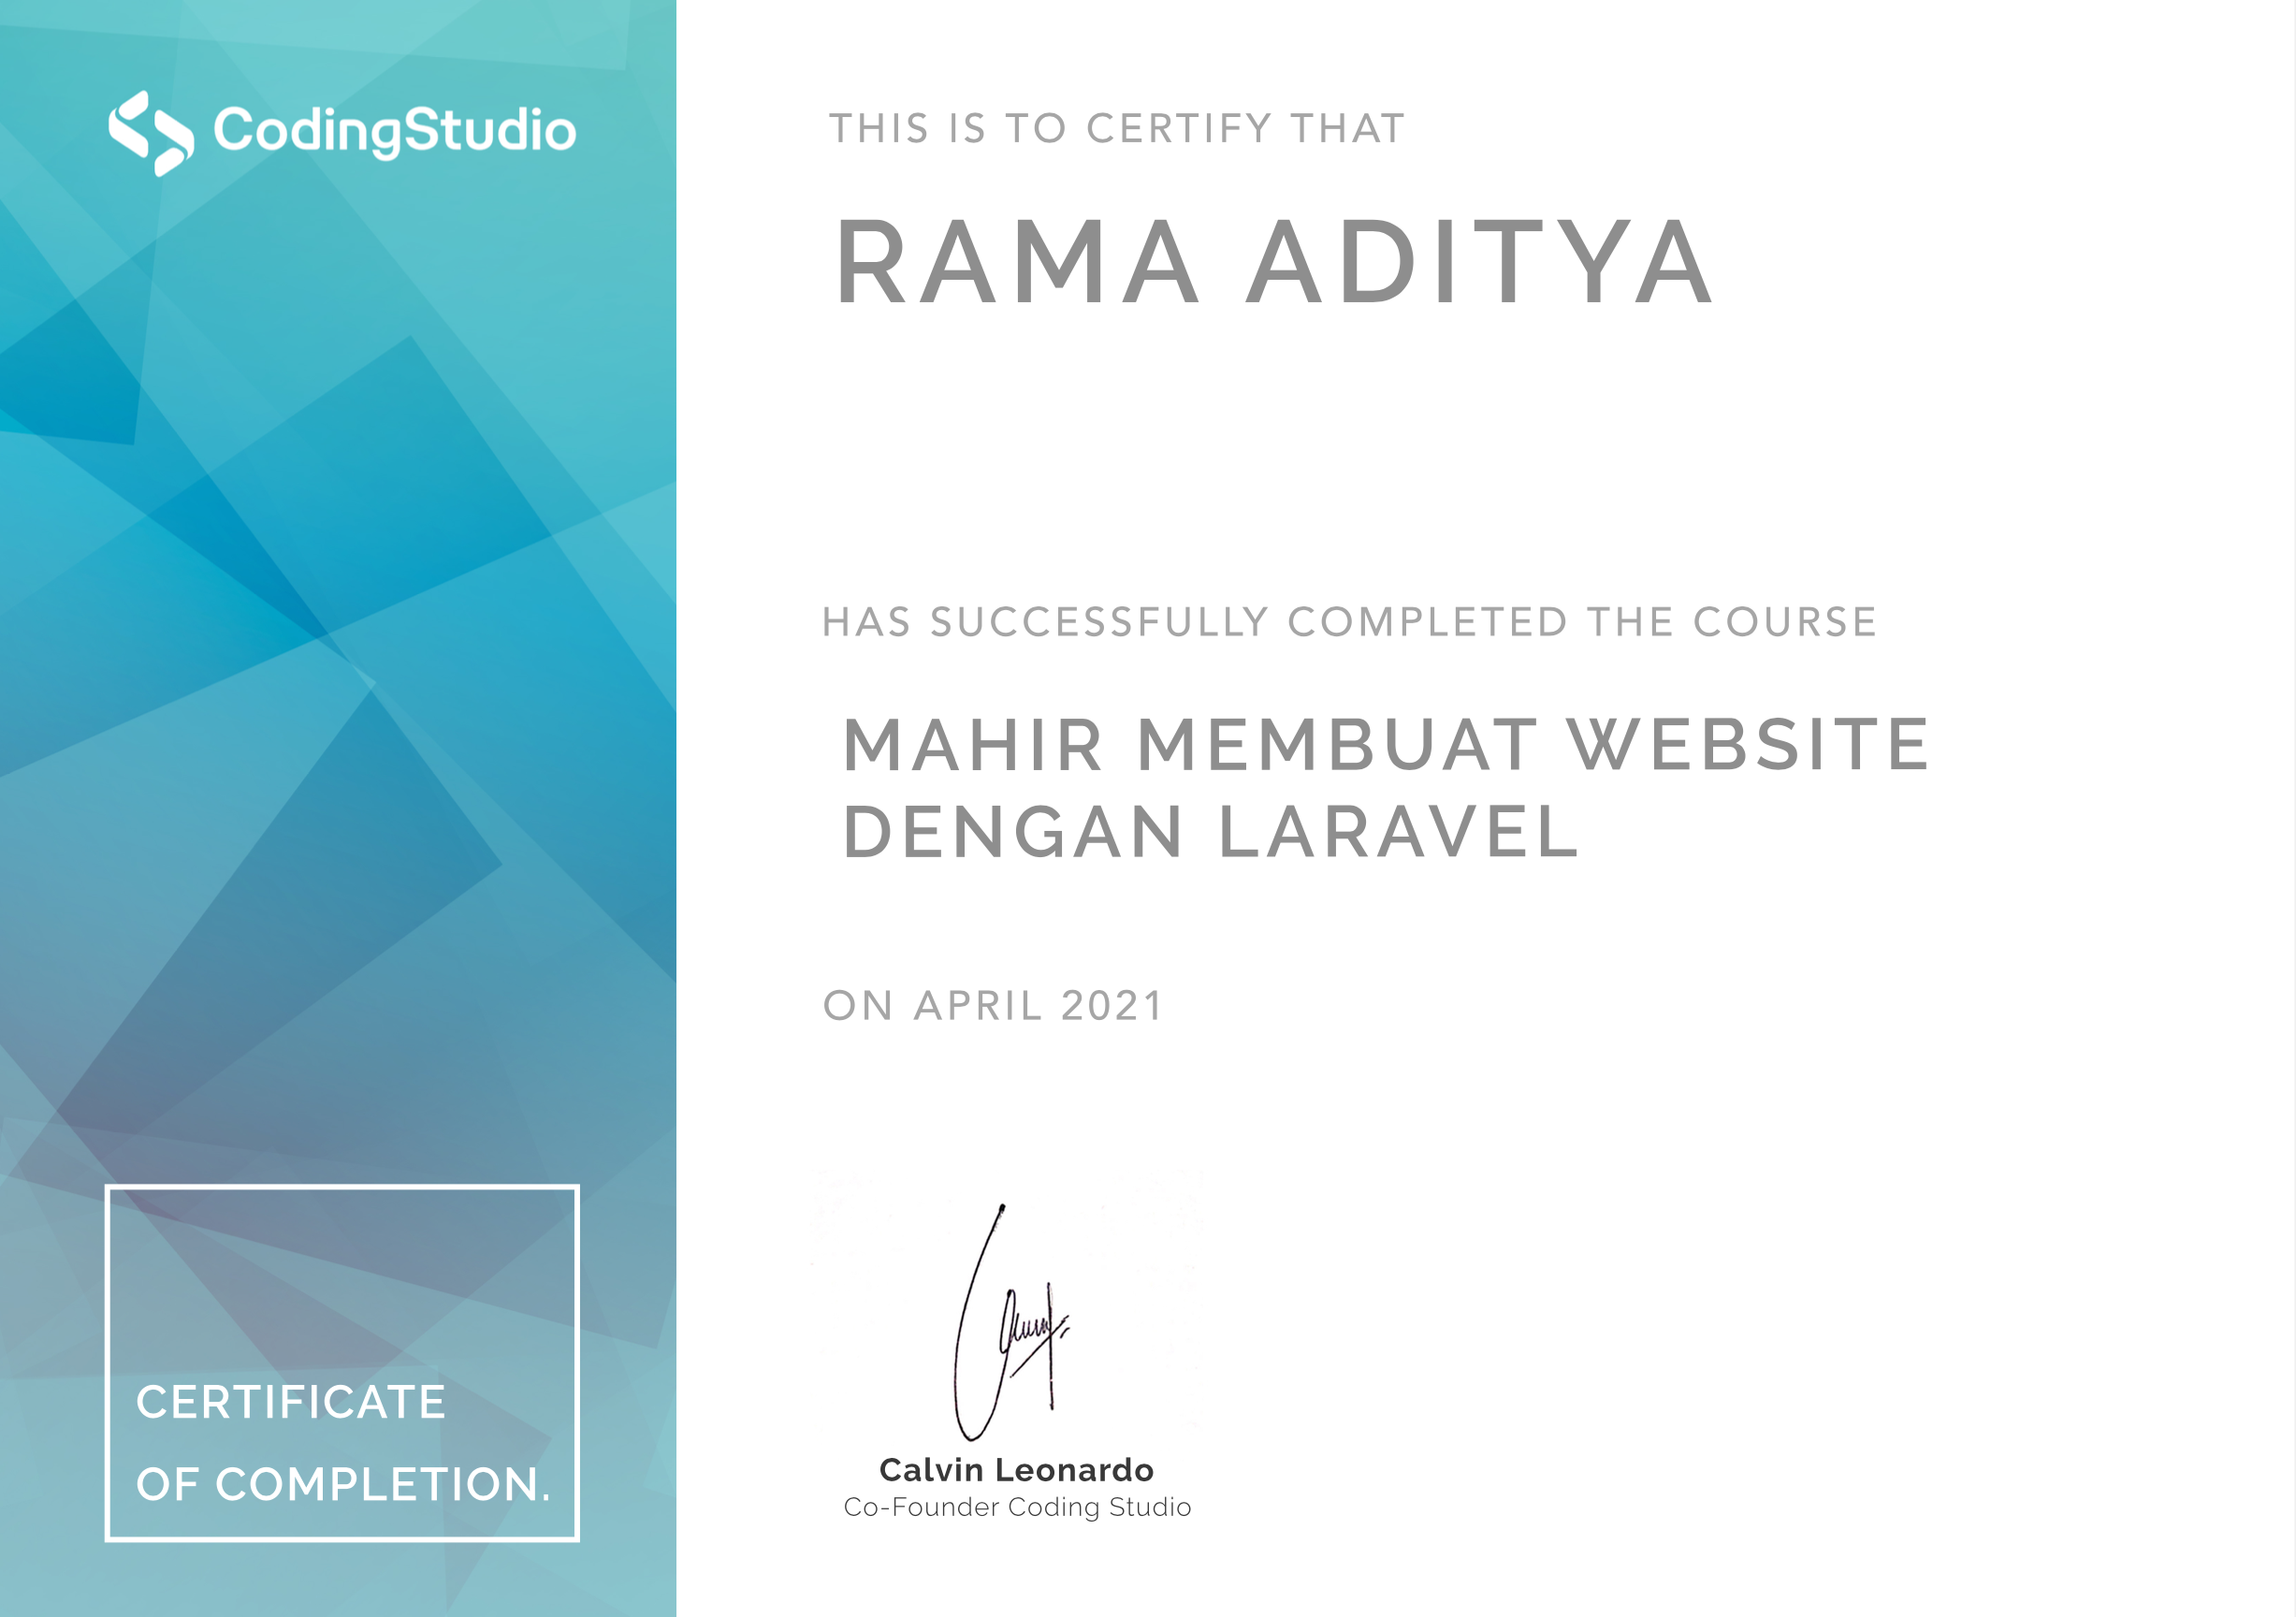 CodingStudio
THIS IS TO CERTIFY THAT
RAMA ADITYA
HAS SUCCESSFULLY COMPLETED THE COURSE
MAHIR MEMBUAT WEBSITE
DENGAN LARAVEL
ON APRIL 2021
CERTIFICATE
OF COMPLETION.
Calvin Leonardo
Co-Founder Coding Studio